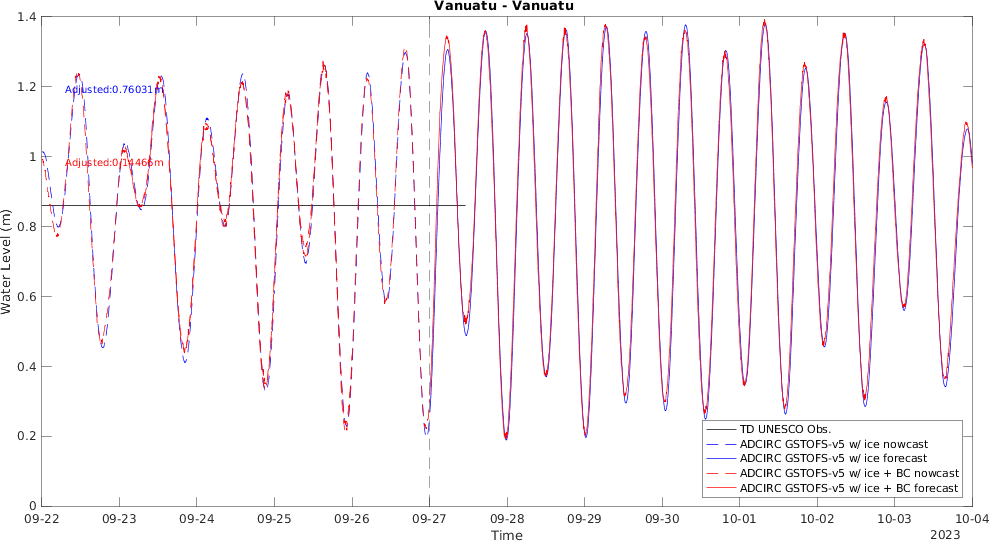 Vanuatu - Vanuatu
1.4
1.2
1
0.8
0.6
0.4
0.2
0
Water Level (m)
Adjusted:0.76031m
Adjusted:0.14466m
TD UNESCO Obs.
ADCIRC GSTOFS-v5 w/ ice nowcast
ADCIRC GSTOFS-v5 w/ ice forecast
ADCIRC GSTOFS-v5 w/ ice + BC nowcast
ADCIRC GSTOFS-v5 w/ ice + BC forecast
09-22 09-23 09-24 09-25 09-26 09-27 09-28 09-29 09-30 10-01 10-02 10-03 10-04
Time
2023